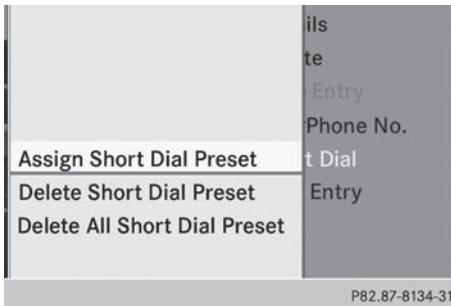 ils
te
Entry
Phone No.
Assign Short Dial Preset t Dial
Delete Short Dial Preset Entry
Delete All Short Dial Preset
P82.87-8134-31